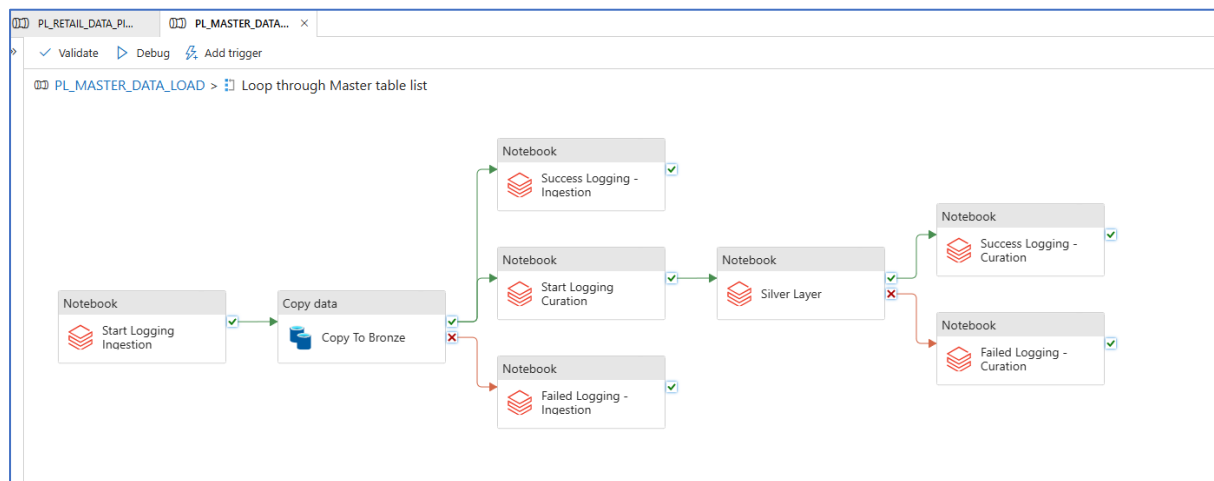 PL_RETAIL_DATA_PI...
PL_MASTER_DATA...
Validate Debug Add trigger
PL_MASTER_DATA_LOAD > Loop through Master table list
Notebook
Success Logging -
Ingestion
Notebook
Success Logging -
Curation
Notebook
Start Logging
Curation
Notebook
Silver Layer
Notebook
Start Logging
Ingestion
Copy data
Copy To Bronze
Notebook
Failed Logging -
Curation
Notebook
Failed Logging -
Ingestion